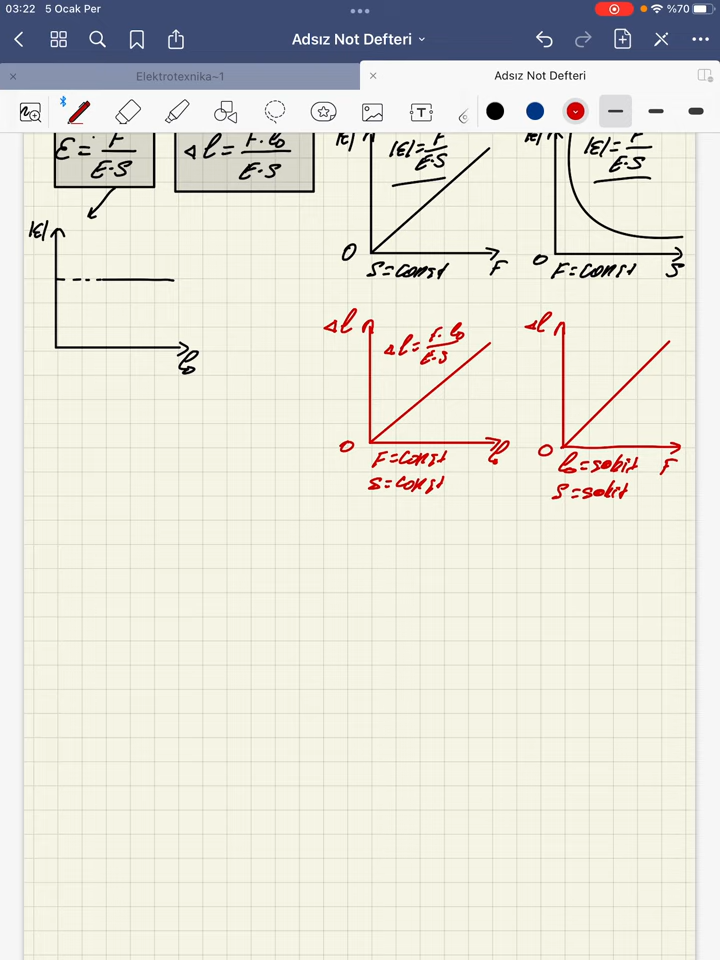 03:22 5 Ocak Per
%70
Adsız Not Defteri
Elektrotexnika~1
Adsız Not Defteri
T
ε = F / E·S
Δl = F·l₀ / E·S
|ε|
|ε| = F / E·S
0
S = const
F
|ε|
|ε| = F / E·S
0
F = const
S
|ε|
l₀
Δl
Δl = F·l₀ / E·S
0
F = const
l₀
S = const
Δl
0
l₀ = sabit
F
S = sabit